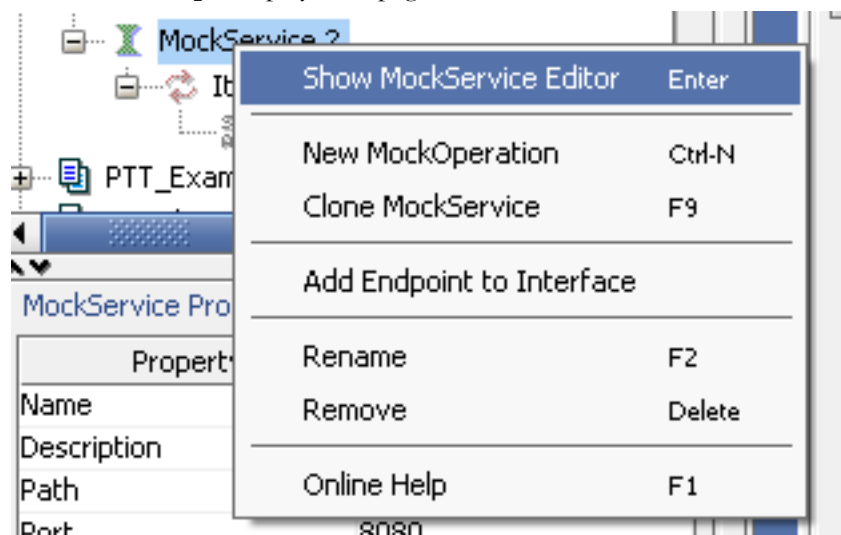 MockService 2
Show MockService Editor Enter
New MockOperation Ctrl-N
PTT_Exam
Clone MockService F9
Add Endpoint to Interface
MockService Pro
Property
Rename F2
Name
Remove Delete
Description
Path
Online Help F1
Port 8080